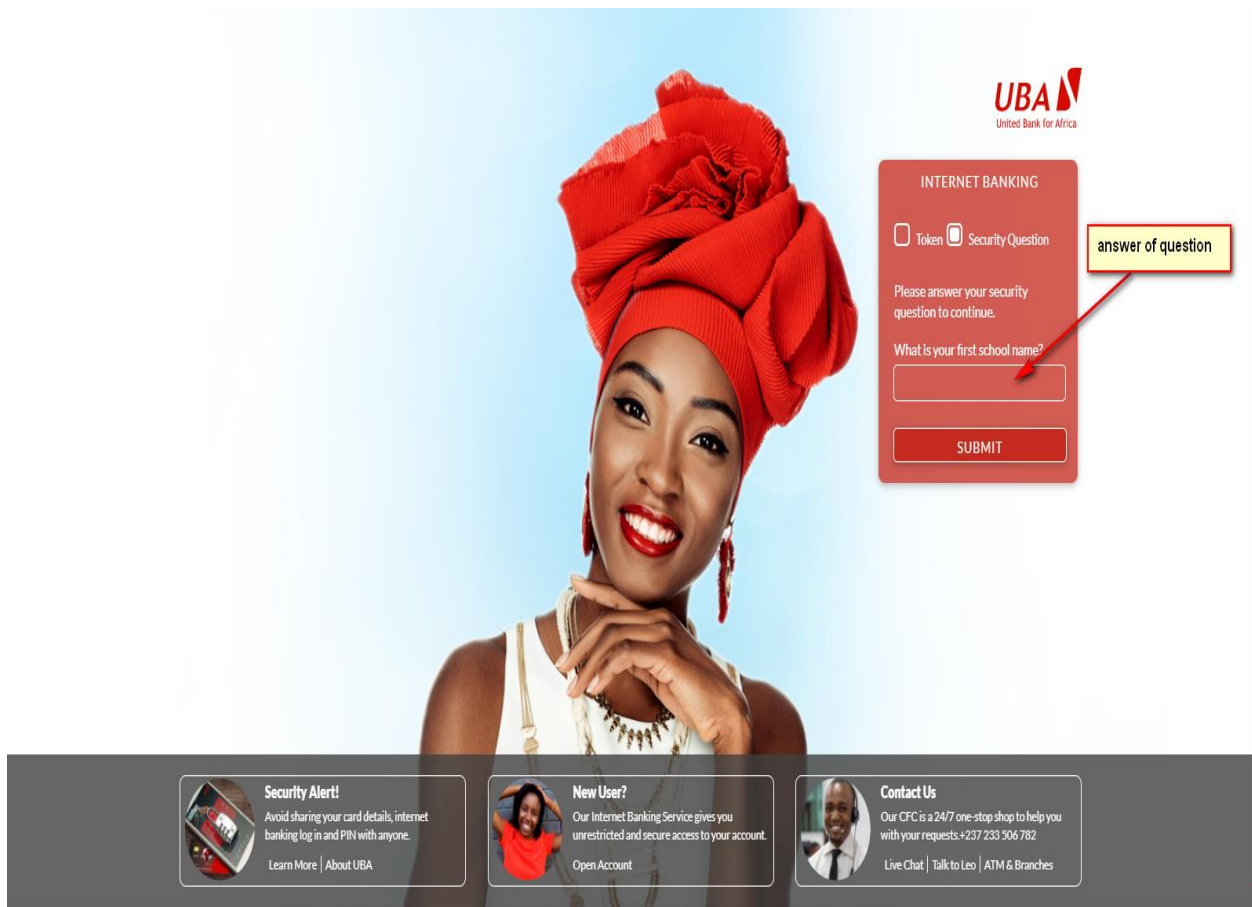 UBA
United Bank for Africa
INTERNET BANKING
Token Security Question
answer of question
Please answer your security
question to continue.
What is your first school name?
SUBMIT
Security Alert!
Avoid sharing your card details, internet
banking log in and PIN with anyone.
Learn More | About UBA
New User?
Our Internet Banking Service gives you
unrestricted and secure access to your account.
Open Account
Contact Us
Our CFC is a 24/7 one-stop shop to help you
with your requests.+237 233 506 782
Live Chat | Talk to Leo | ATM & Branches